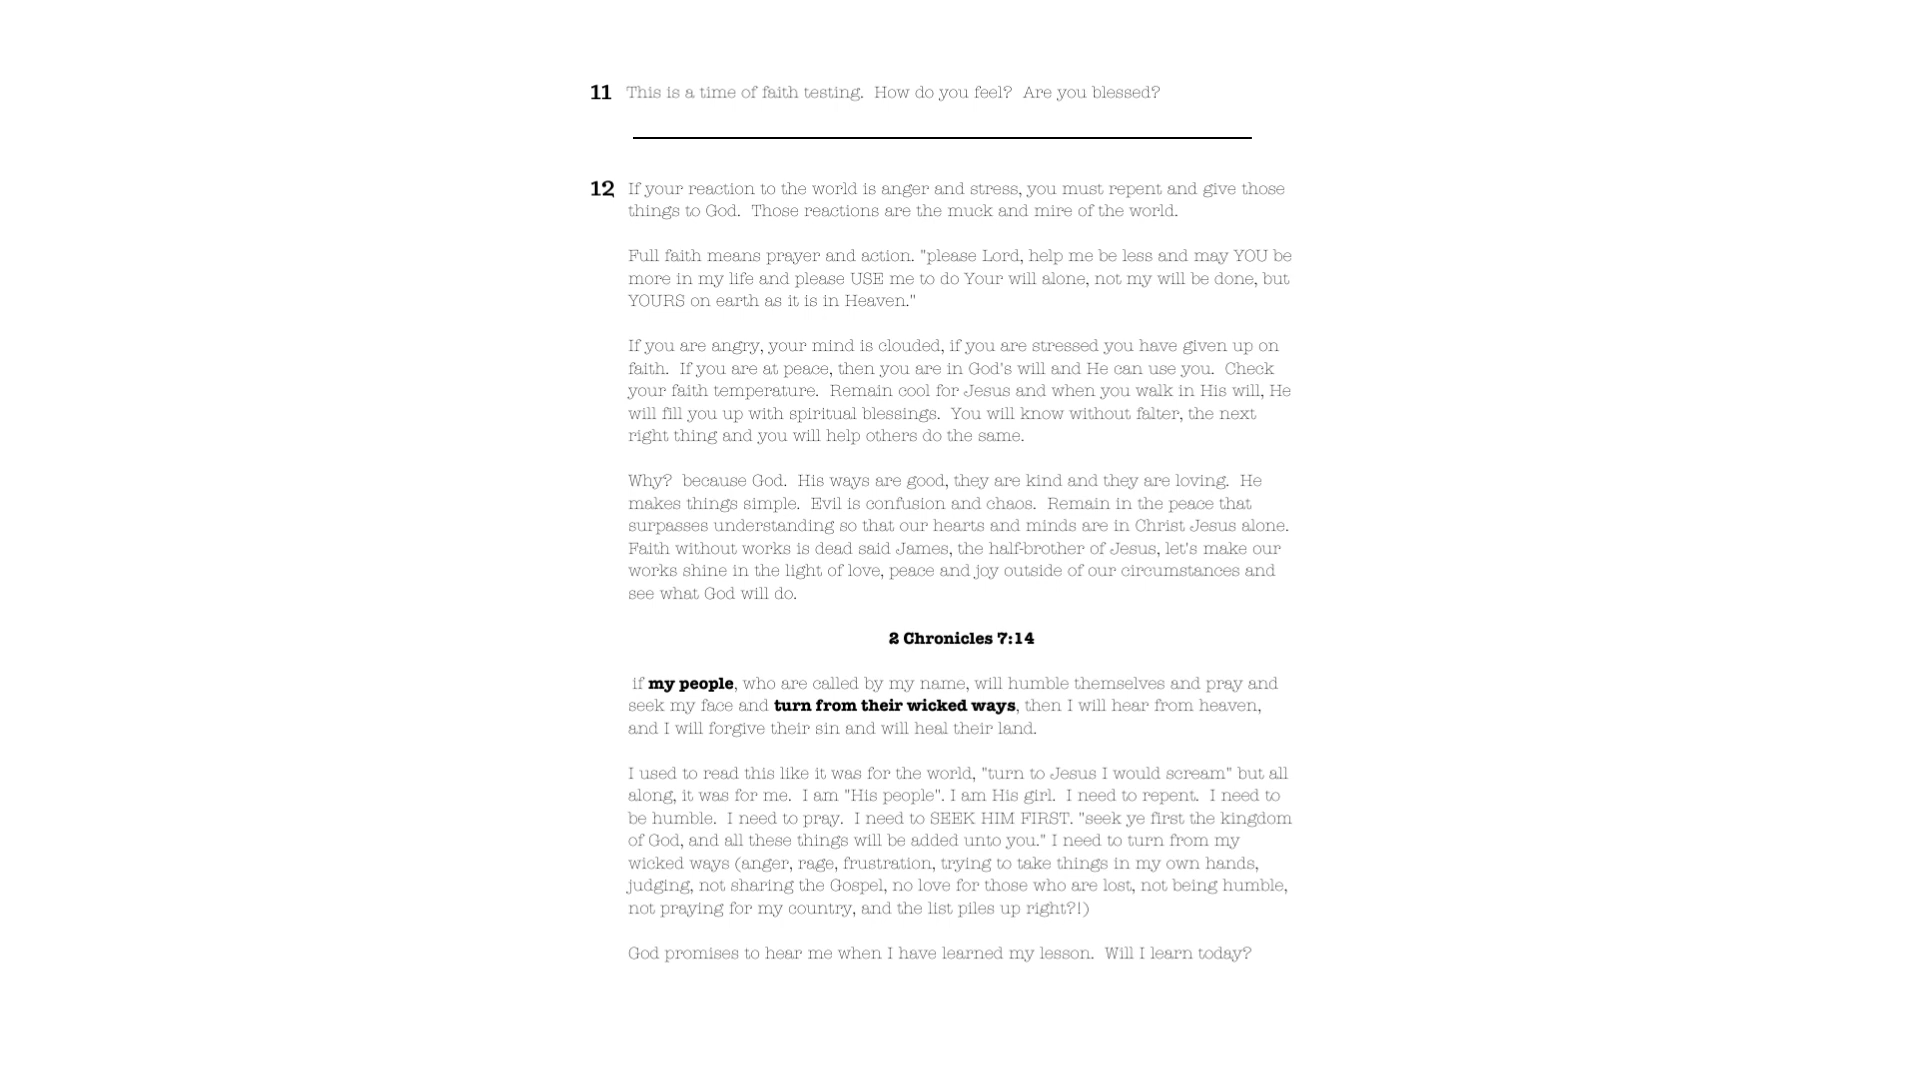 11 This is a time of faith testing.  How do you feel?  Are you blessed?
12 If your reaction to the world is anger and stress, you must repent and give those
things to God.  Those reactions are the muck and mire of the world.
Full faith means prayer and action. "please Lord, help me be less and may YOU be
more in my life and please USE me to do Your will alone, not my will be done, but
YOURS on earth as it is in Heaven."
If you are angry, your mind is clouded, if you are stressed you have given up on
faith.  If you are at peace, then you are in God's will and He can use you.  Check
your faith temperature.  Remain cool for Jesus and when you walk in His will, He
will fill you up with spiritual blessings.  You will know without falter, the next
right thing and you will help others do the same.
Why?  because God.  His ways are good, they are kind and they are loving.  He
makes things simple.  Evil is confusion and chaos.  Remain in the peace that
surpasses understanding so that our hearts and minds are in Christ Jesus alone.
Faith without works is dead said James, the half-brother of Jesus, let's make our
works shine in the light of love, peace and joy outside of our circumstances and
see what God will do.
2 Chronicles 7:14
if my people, who are called by my name, will humble themselves and pray and
seek my face and turn from their wicked ways, then I will hear from heaven,
and I will forgive their sin and will heal their land.
I used to read this like it was for the world, "turn to Jesus I would scream" but all
along, it was for me.  I am "His people". I am His girl.  I need to repent.  I need to
be humble.  I need to pray.  I need to SEEK HIM FIRST. "seek ye first the kingdom
of God, and all these things will be added unto you." I need to turn from my
wicked ways (anger, rage, frustration, trying to take things in my own hands,
judging, not sharing the Gospel, no love for those who are lost, not being humble,
not praying for my country, and the list piles up right?!)
God promises to hear me when I have learned my lesson.  Will I learn today?